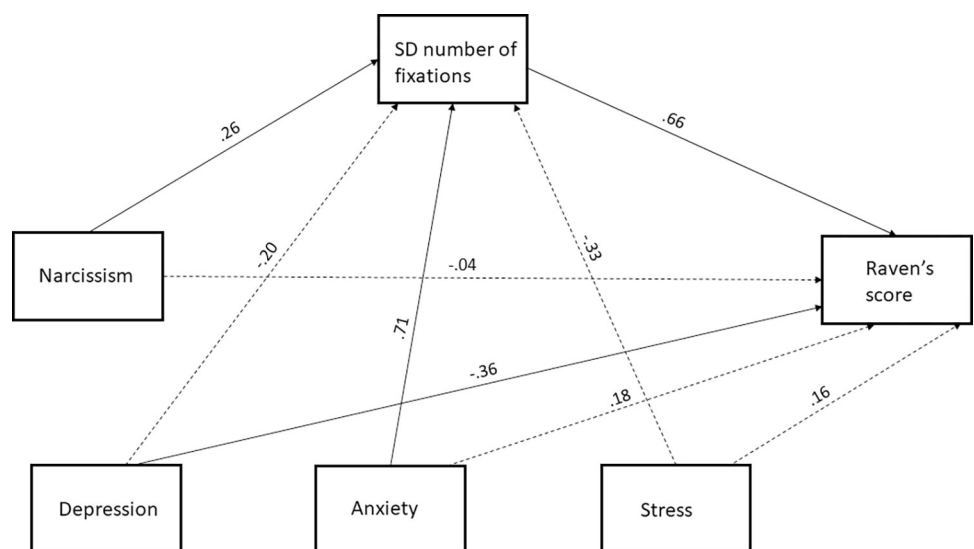 SD number of
fixations
.26
.66
-.20
-.33
Narcissism
-.04
Raven's
score
.71
-.36
.18
.16
Depression
Anxiety
Stress